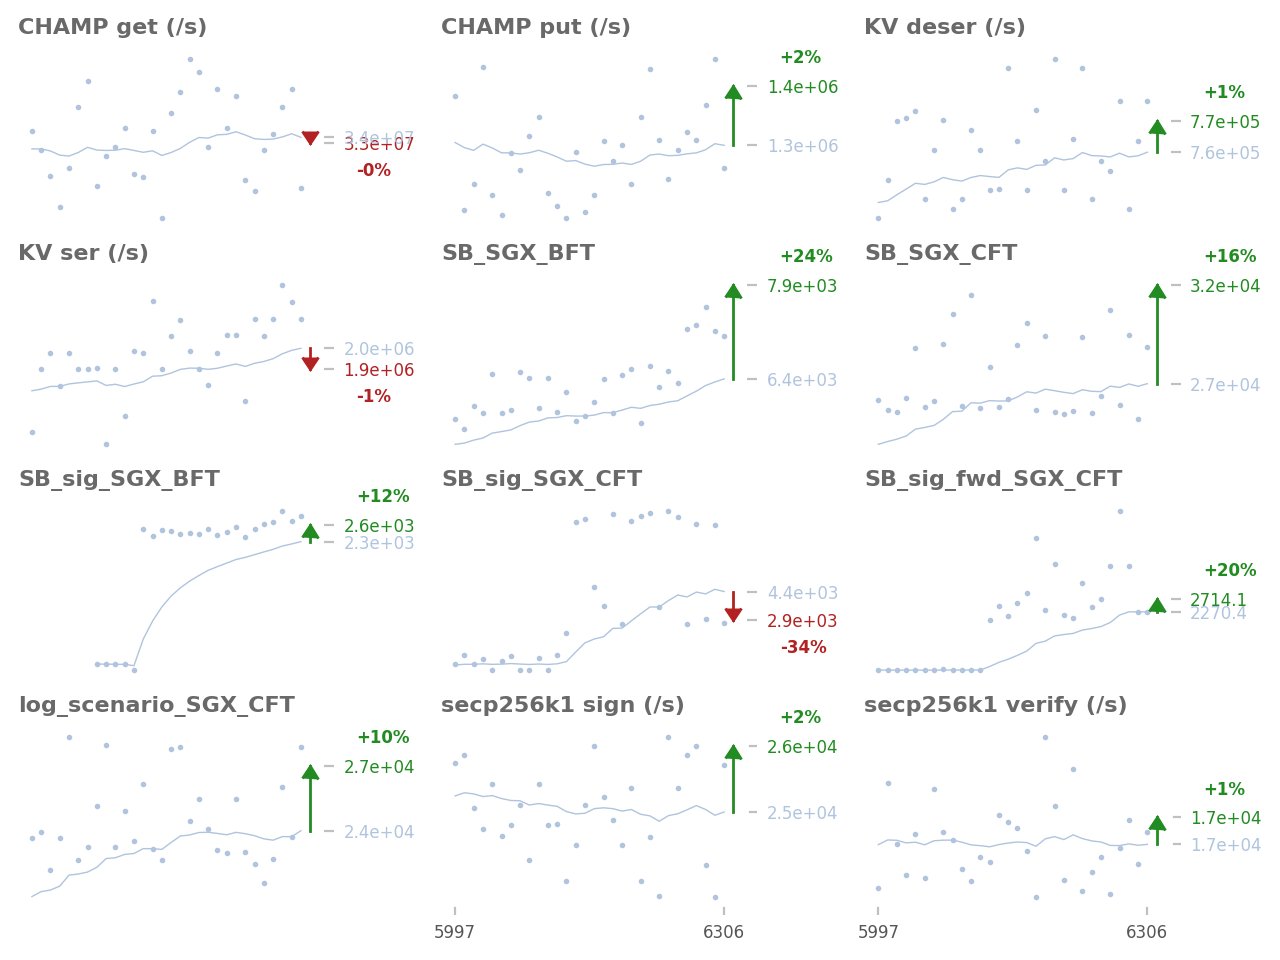 CHAMP get (/s)
3.4e+07
3.3e+07
-0%
CHAMP put (/s)
+2%
1.4e+06
1.3e+06
KV deser (/s)
+1%
7.7e+05
7.6e+05
KV ser (/s)
2.0e+06
1.9e+06
-1%
SB_SGX_BFT
+24%
7.9e+03
6.4e+03
SB_SGX_CFT
+16%
3.2e+04
2.7e+04
SB_sig_SGX_BFT
+12%
2.6e+03
2.3e+03
SB_sig_SGX_CFT
4.4e+03
2.9e+03
-34%
SB_sig_fwd_SGX_CFT
+20%
2714.1
2270.4
log_scenario_SGX_CFT
+10%
2.7e+04
2.4e+04
secp256k1 sign (/s)
+2%
2.6e+04
2.5e+04
5997 6306
secp256k1 verify (/s)
+1%
1.7e+04
1.7e+04
5997 6306